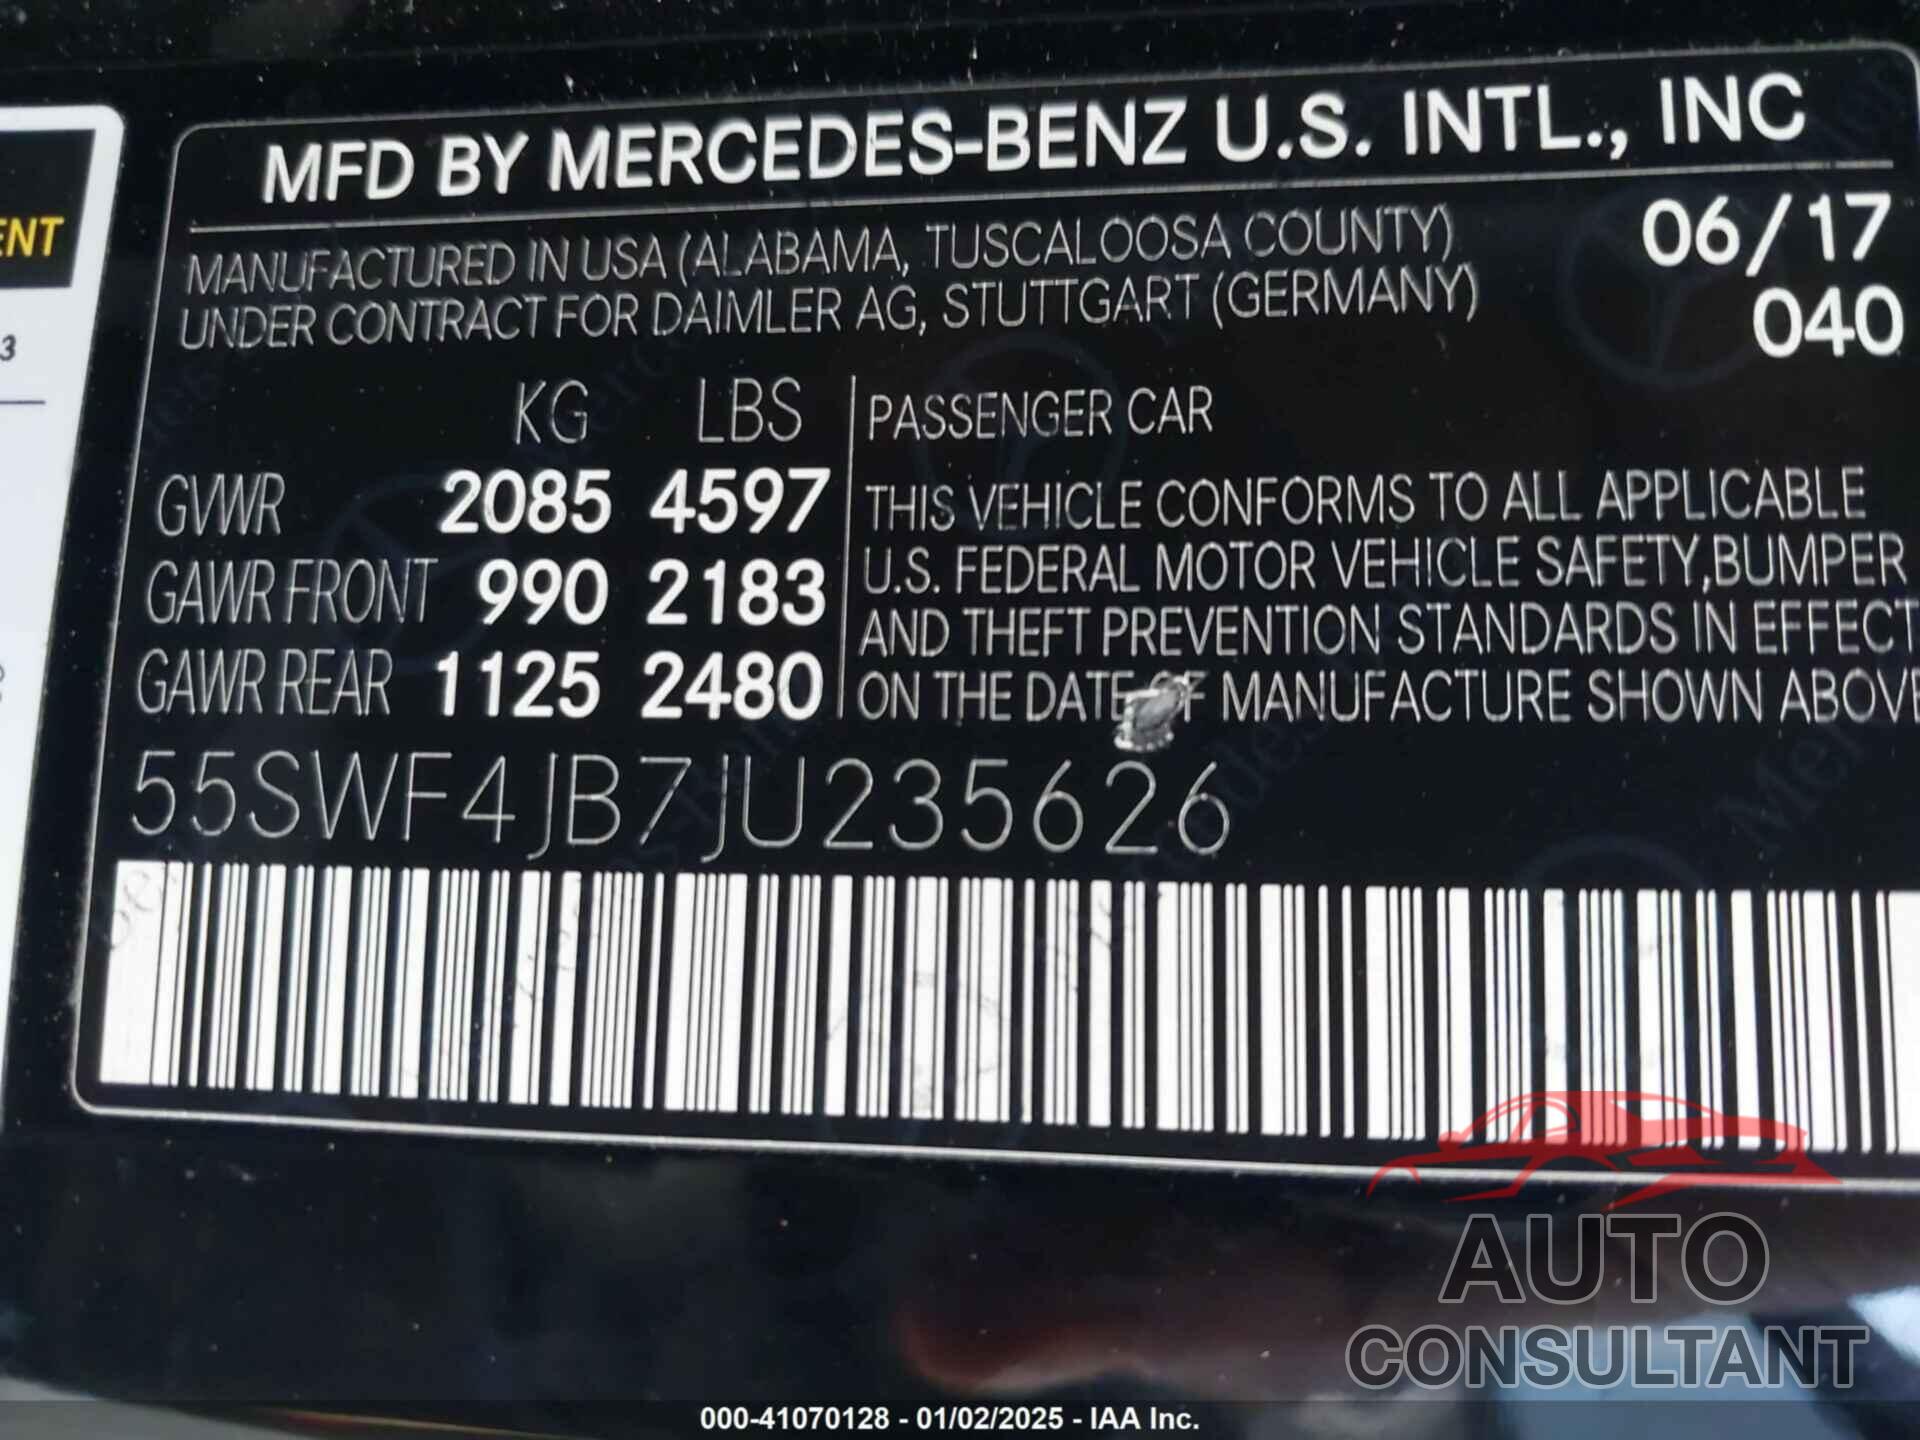 MFD BY MERCEDES-BENZ U.S. INTL., INC
MANUFACTURED IN USA (ALABAMA, TUSCALOOSA COUNTY)
UNDER CONTRACT FOR DAIMLER AG, STUTTGART (GERMANY)
06/17
040
KG LBS
GVWR 2085 4597
GAWR FRONT 990 2183
GAWR REAR 1125 2480
PASSENGER CAR
THIS VEHICLE CONFORMS TO ALL APPLICABLE
U.S. FEDERAL MOTOR VEHICLE SAFETY,BUMPER
AND THEFT PREVENTION STANDARDS IN EFFECT
ON THE DATE OF MANUFACTURE SHOWN ABOVE
55SWF4JB7JU235626
ENT
3
AUTO
CONSULTANT
000-41070128 - 01/02/2025 - IAA Inc.